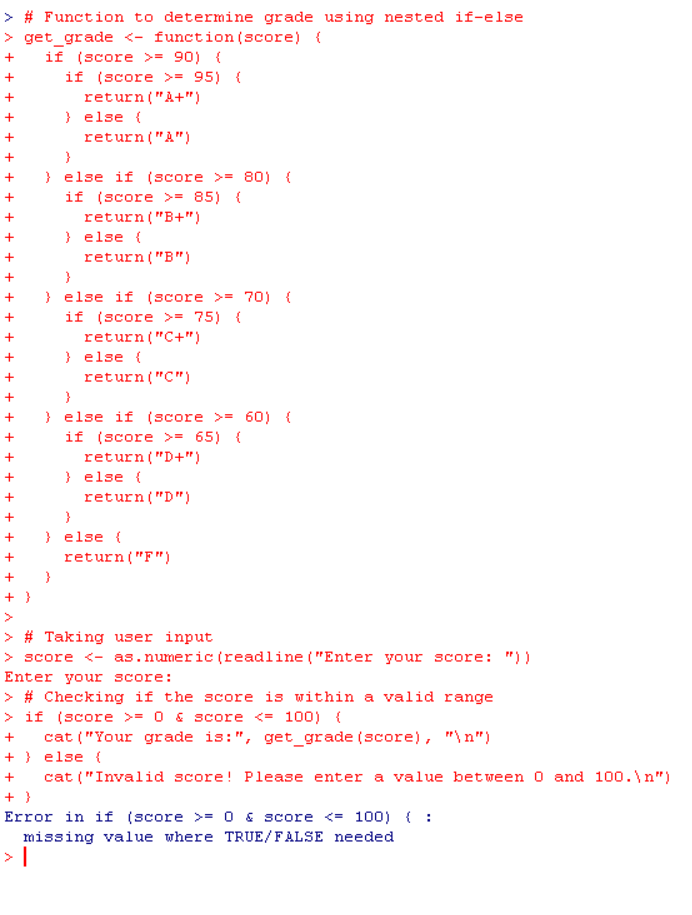 > # Function to determine grade using nested if-else
> get_grade <- function(score) {
+   if (score >= 90) {
+     if (score >= 95) {
+       return("A+")
+     } else {
+       return("A")
+     }
+   } else if (score >= 80) {
+     if (score >= 85) {
+       return("B+")
+     } else {
+       return("B")
+     }
+   } else if (score >= 70) {
+     if (score >= 75) {
+       return("C+")
+     } else {
+       return("C")
+     }
+   } else if (score >= 60) {
+     if (score >= 65) {
+       return("D+")
+     } else {
+       return("D")
+     }
+   } else {
+     return("F")
+   }
+ }
>
> # Taking user input
> score <- as.numeric(readline("Enter your score: "))
Enter your score:
> # Checking if the score is within a valid range
> if (score >= 0 & score <= 100) {
+   cat("Your grade is:", get_grade(score), "\n")
+ } else {
+   cat("Invalid score! Please enter a value between 0 and 100.\n")
+ }
Error in if (score >= 0 & score <= 100) { :
  missing value where TRUE/FALSE needed
>